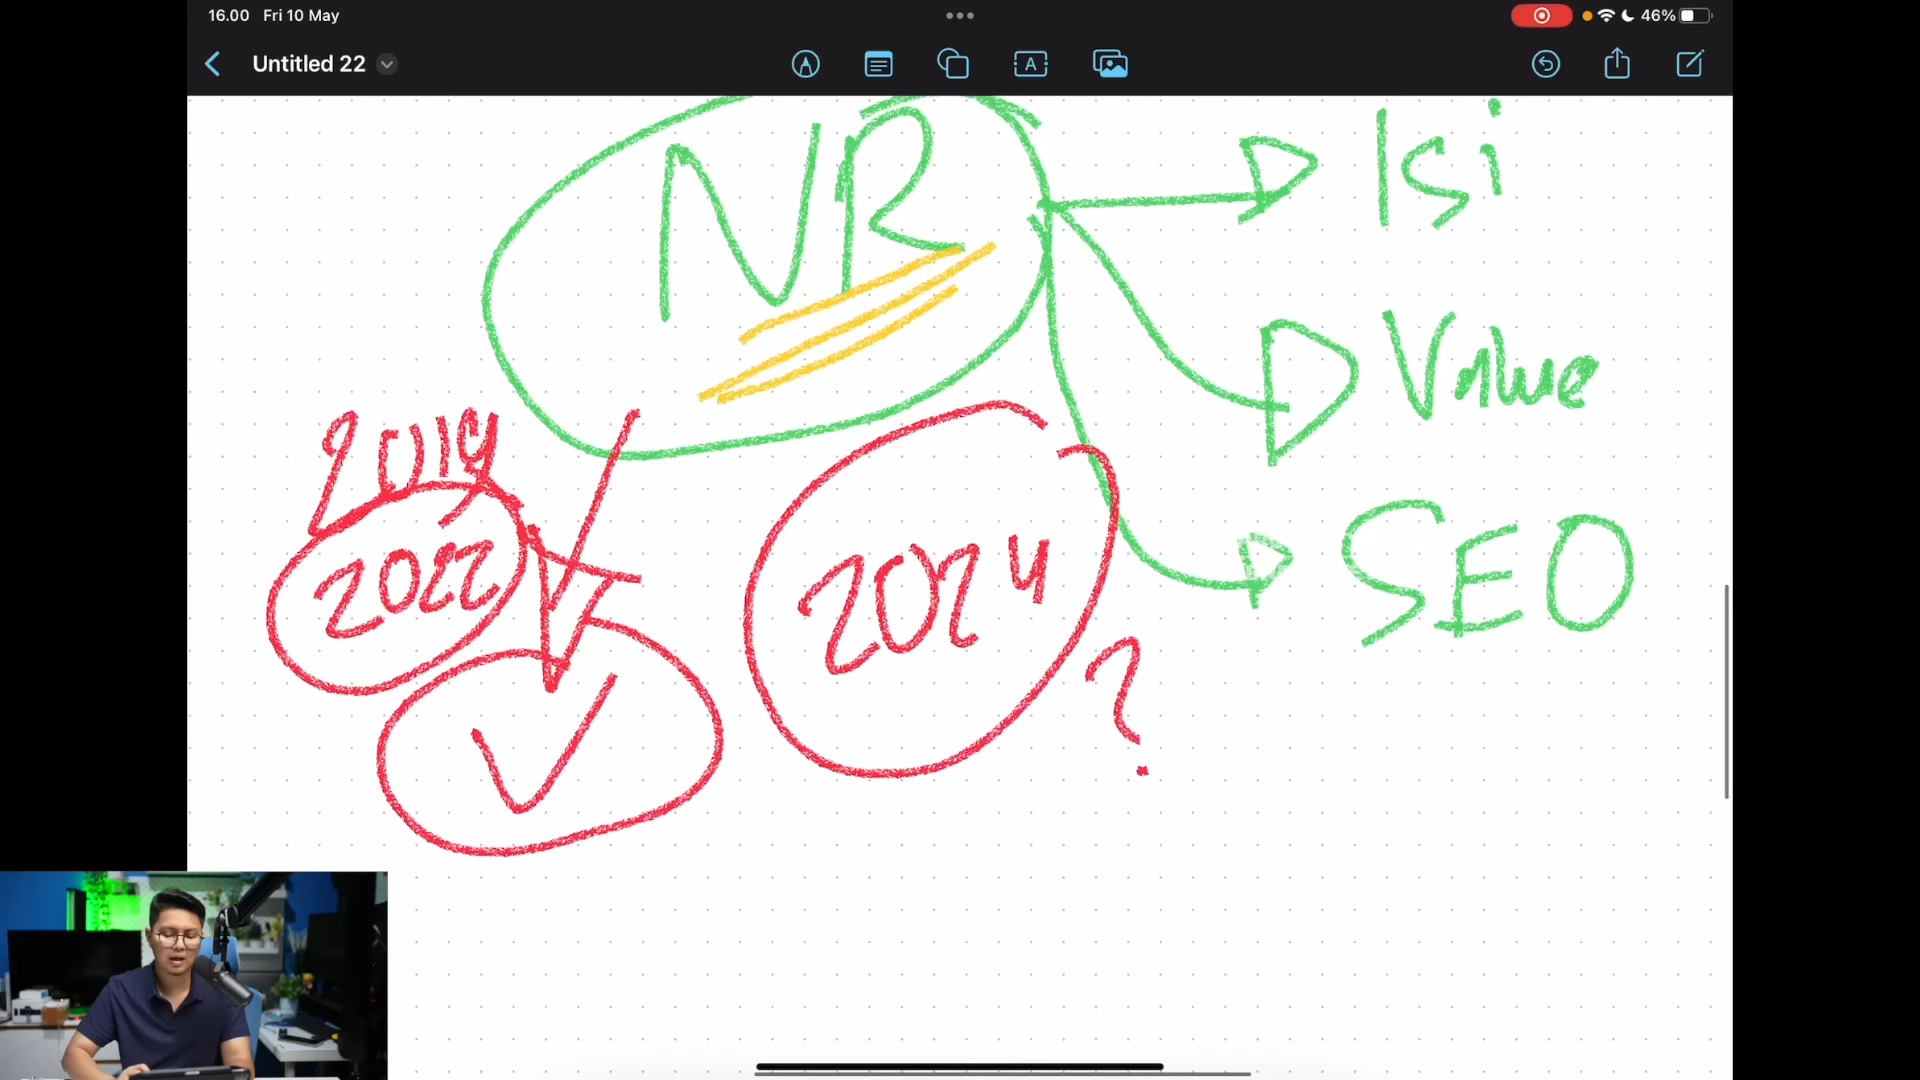 16.00 Fri 10 May
46%
Untitled 22
A
NR
Isi
Value
SEO
2019
2022
2024
?